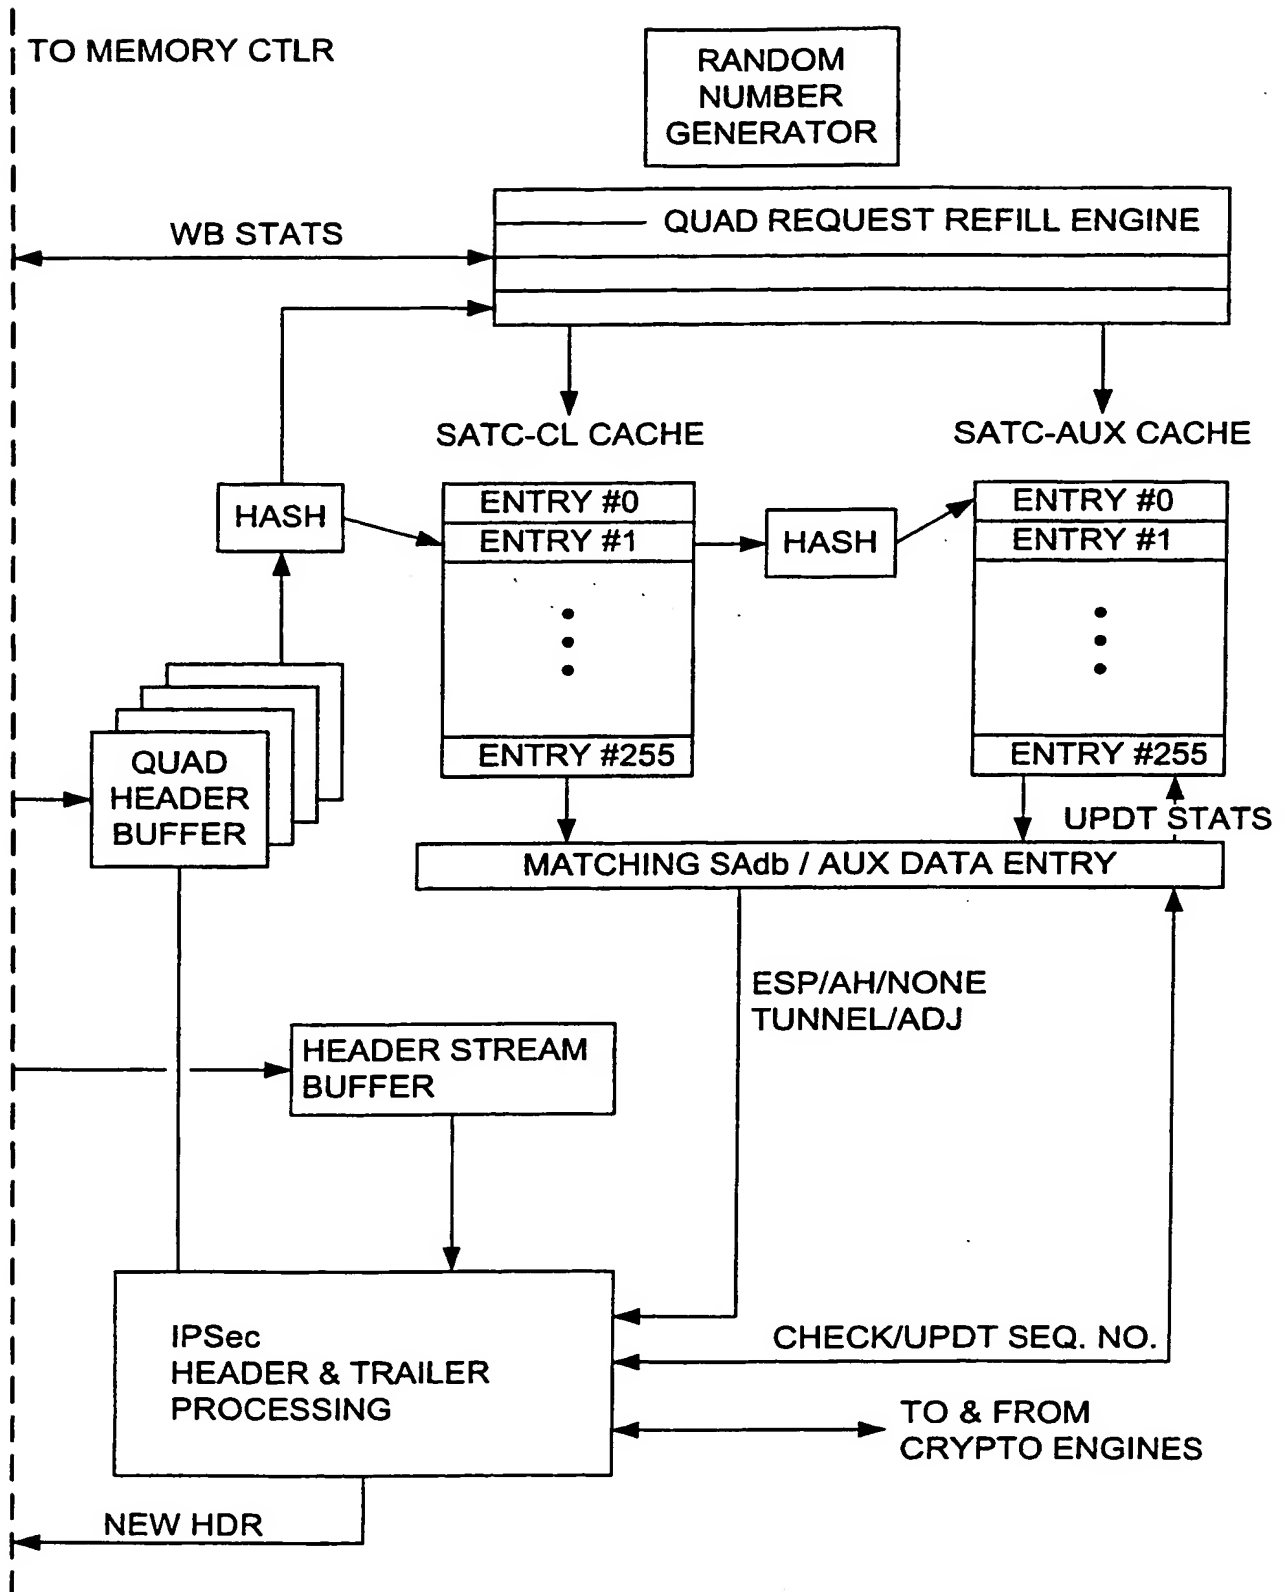 TO MEMORY CTLR
RANDOM
NUMBER
GENERATOR
WB STATS
QUAD REQUEST REFILL ENGINE
SATC-CL CACHE
SATC-AUX CACHE
HASH
ENTRY #0
ENTRY #1
ENTRY #255
HASH
ENTRY #0
ENTRY #1
ENTRY #255
QUAD
HEADER
BUFFER
UPDT STATS
MATCHING SAdb / AUX DATA ENTRY
ESP/AH/NONE
TUNNEL/ADJ
HEADER STREAM
BUFFER
IPSec
HEADER & TRAILER
PROCESSING
CHECK/UPDT SEQ. NO.
TO & FROM
CRYPTO ENGINES
NEW HDR